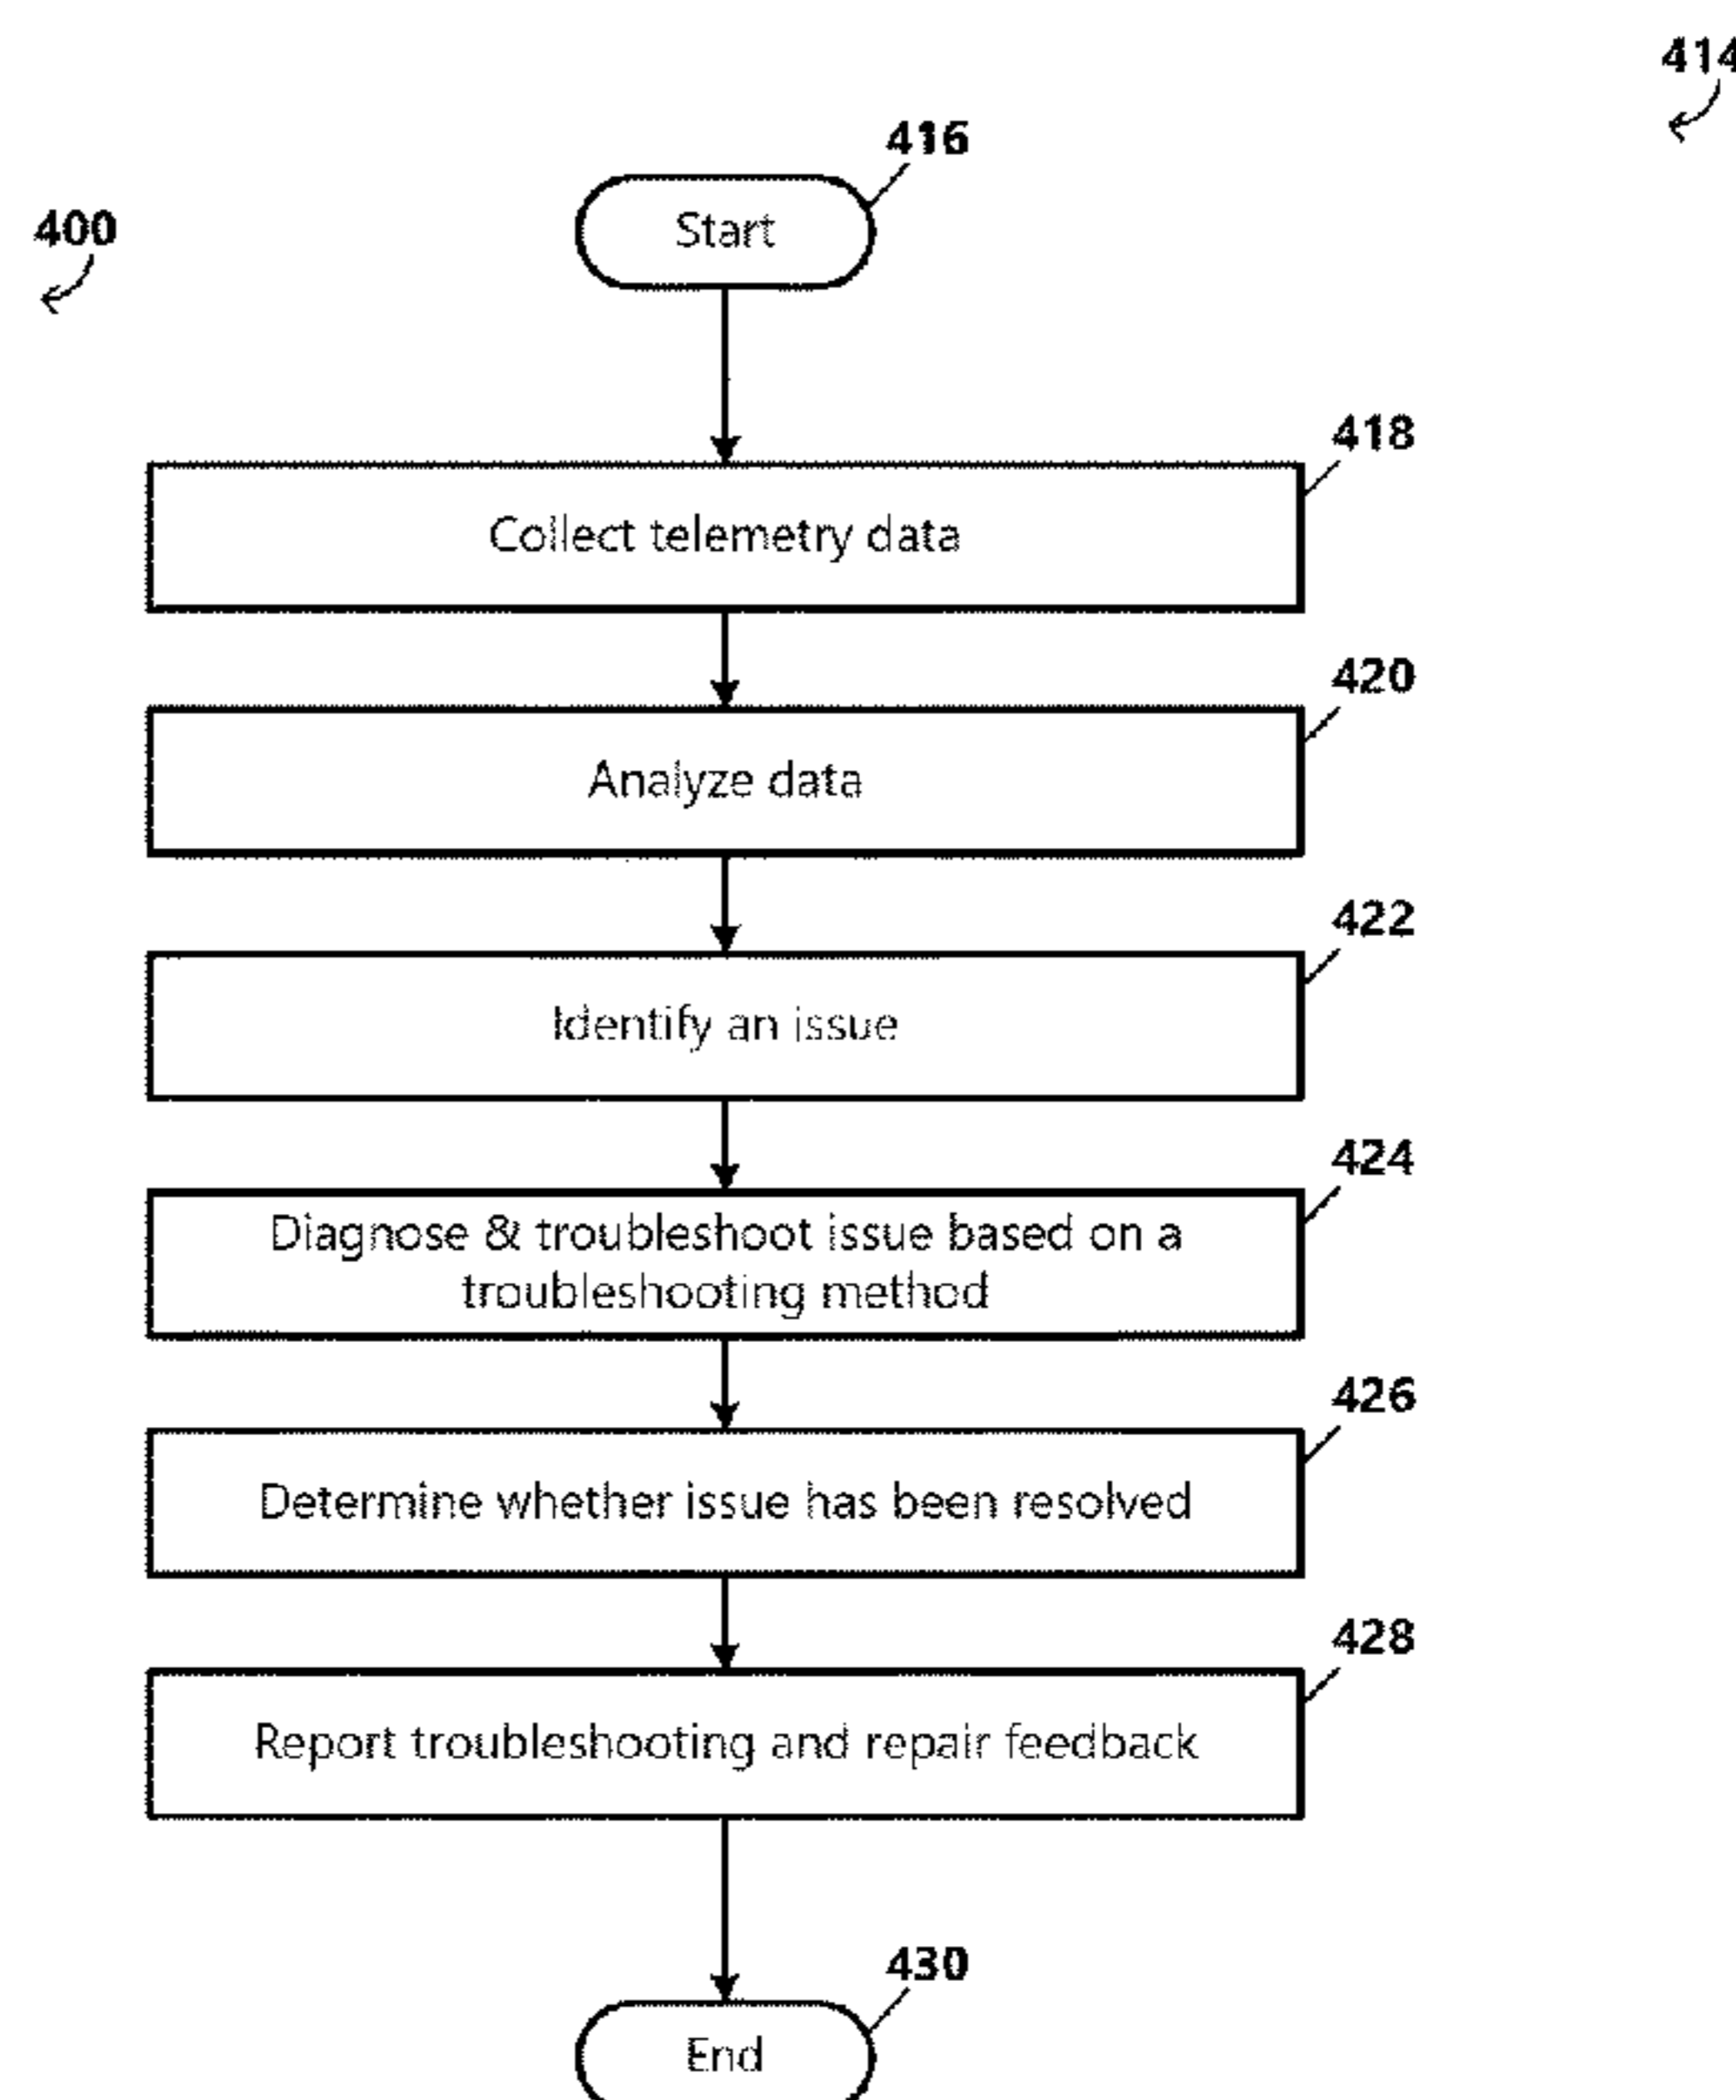 414
416
Start
400
418
Collect telemetry data
420
Analyze data
422
Identify an issue
424
Diagnose & troubleshoot issue based on a
troubleshooting method
426
Determine whether issue has been resolved
428
Report troubleshooting and repair feedback
430
End